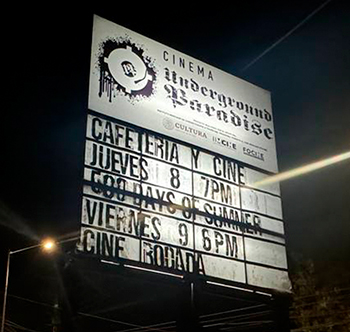 CINEMA
Underground
Paradise
CULTURA IMCINE FOCINE
CAFETERIA Y CINE
JUEVES 8 7PM
500 DAYS OF SUMMER
VIERNES 9 6PM
CINE RODADA